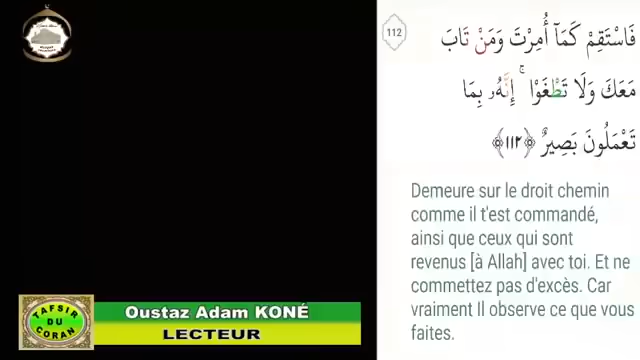 112
فَاسْتَقِمْ كَمَآ أُمِرْتَ وَمَنْ تَابَ
مَعَكَ وَلَا تَطْغَوْا ۚ إِنَّهُۥ بِمَا
تَعْمَلُونَ بَصِيرٌ ﴿١١٢﴾
Demeure sur le droit chemin
comme il t'est commandé,
ainsi que ceux qui sont
revenus [à Allah] avec toi. Et ne
commettez pas d'excès. Car
vraiment Il observe ce que vous
faites.
TAFSIR
DU
CORAN
Oustaz Adam KONÉ
LECTEUR